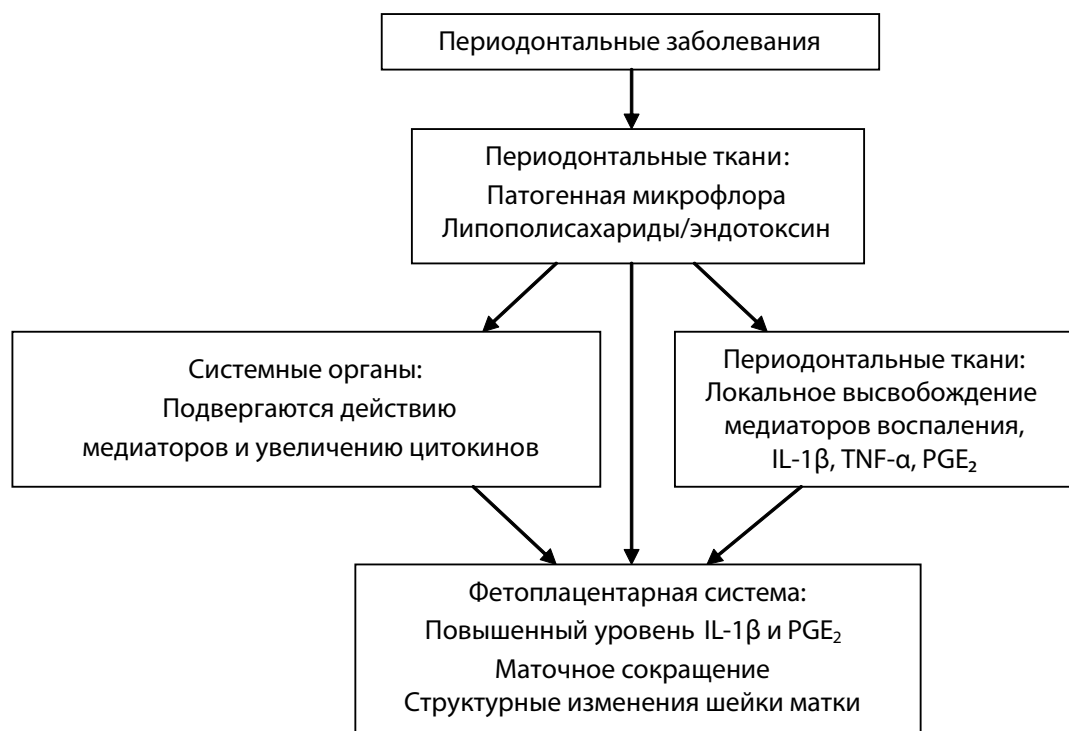 Периодонтальные заболевания
Периодонтальные ткани:
Патогенная микрофлора
Липополисахариды/эндотоксин
Системные органы:
Подвергаются действию
медиаторов и увеличению цитокинов
Периодонтальные ткани:
Локальное высвобождение
медиаторов воспаления,
IL-1β, TNF-α, PGE₂
Фетоплацентарная система:
Повышенный уровень IL-1β и PGE₂
Маточное сокращение
Структурные изменения шейки матки